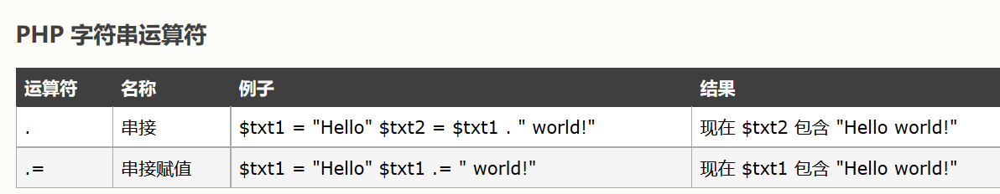 PHP 字符串运算符
运算符 名称 例子 结果
. 串接 $txt1 = "Hello" $txt2 = $txt1 . " world!" 现在 $txt2 包含 "Hello world!"
.= 串接赋值 $txt1 = "Hello" $txt1 .= " world!" 现在 $txt1 包含 "Hello world!"